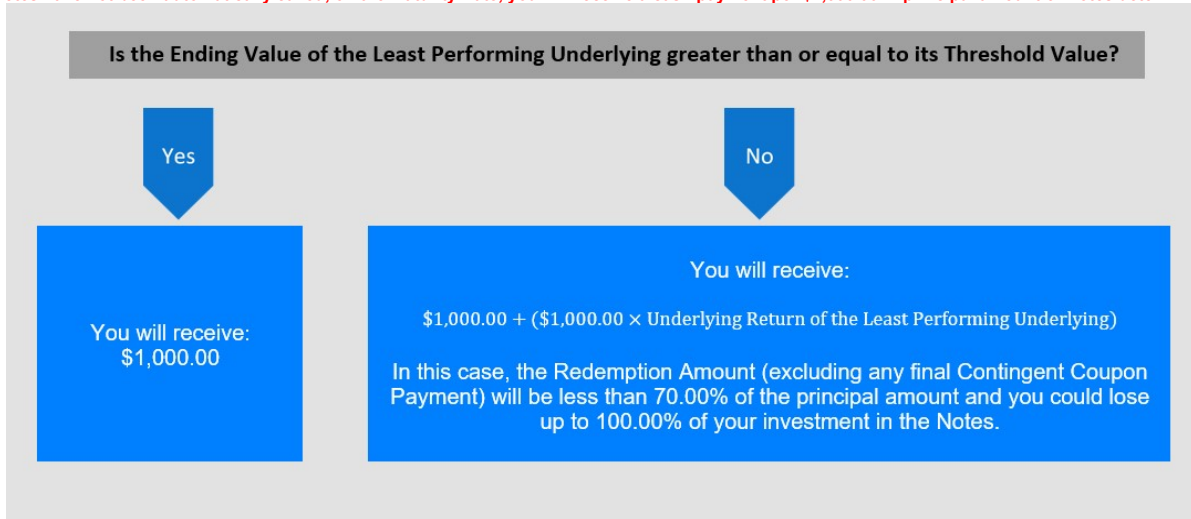 Is the Ending Value of the Least Performing Underlying greater than or equal to its Threshold Value?
Yes
No
You will receive:
$1,000.00
You will receive:
$1,000.00 + ($1,000.00 × Underlying Return of the Least Performing Underlying)
In this case, the Redemption Amount (excluding any final Contingent Coupon
Payment) will be less than 70.00% of the principal amount and you could lose
up to 100.00% of your investment in the Notes.